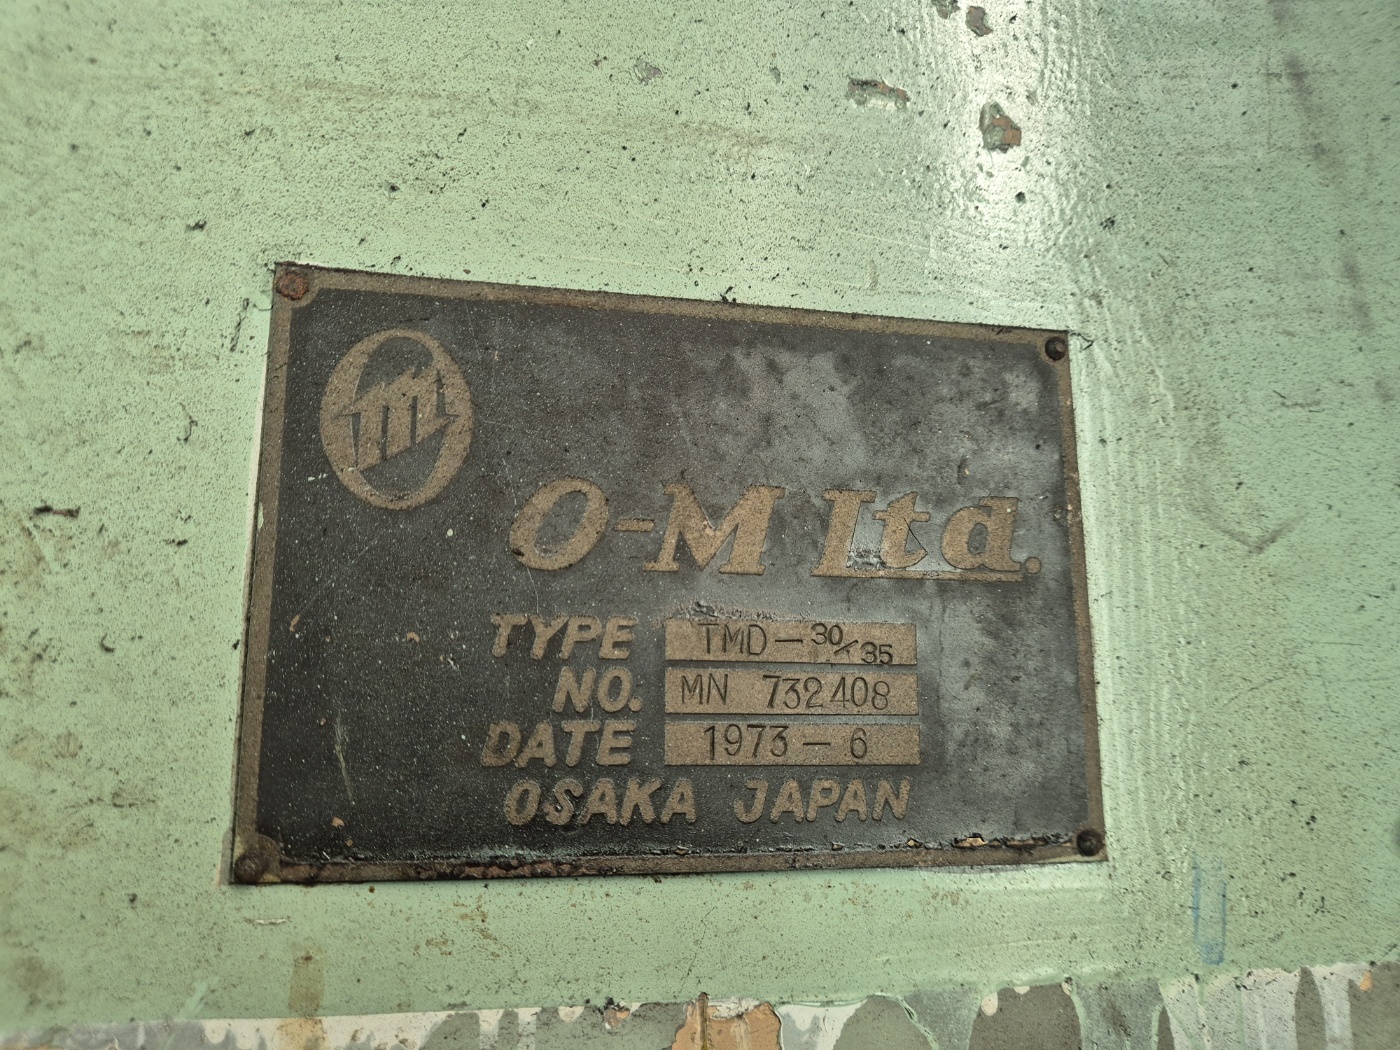 O-M Ltd.
TYPE TMD-30/35
NO. MN 732408
DATE 1973-6
OSAKA JAPAN